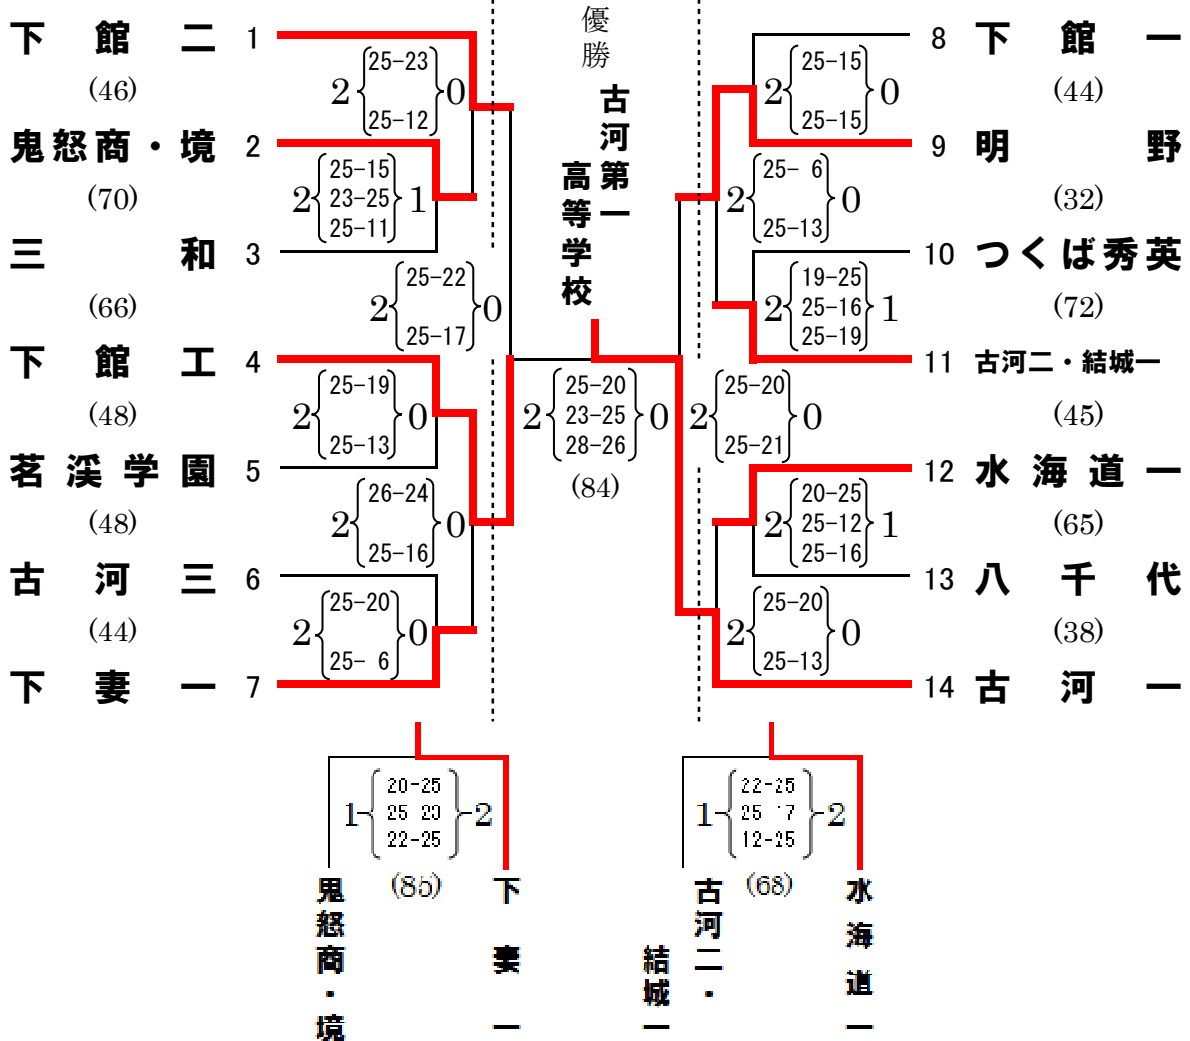 優勝
古河第一
高等学校
下館二 1
(46)
2 25-23 0
25-12
鬼怒商・境 2
(70)
2 25-15 1
23-25
25-11
三和 3
(66)
2 25-22 0
25-17
下館工 4
(48)
2 25-19 0
25-13
茗溪学園 5
(48)
2 26-24 0
25-16
古河三 6
(44)
2 25-20 0
25- 6
下妻一 7
2 25-20 0
23-25
28-26
(84)
8 下館一
(44)
2 25-15 0
25-15
9 明野
(32)
2 25- 6 0
25-13
10 つくば秀英
(72)
2 19-25 1
25-16
25-19
11 古河二・結城一
(45)
2 25-20 0
25-21
12 水海道一
(65)
2 20-25 1
25-12
25-16
13 八千代
(38)
2 25-20 0
25-13
14 古河一
1 20-25 2
22-25
(85)
鬼怒商・境
下妻一
1 22-25 2
12-25
(68)
古河二・
結城一
水海道一